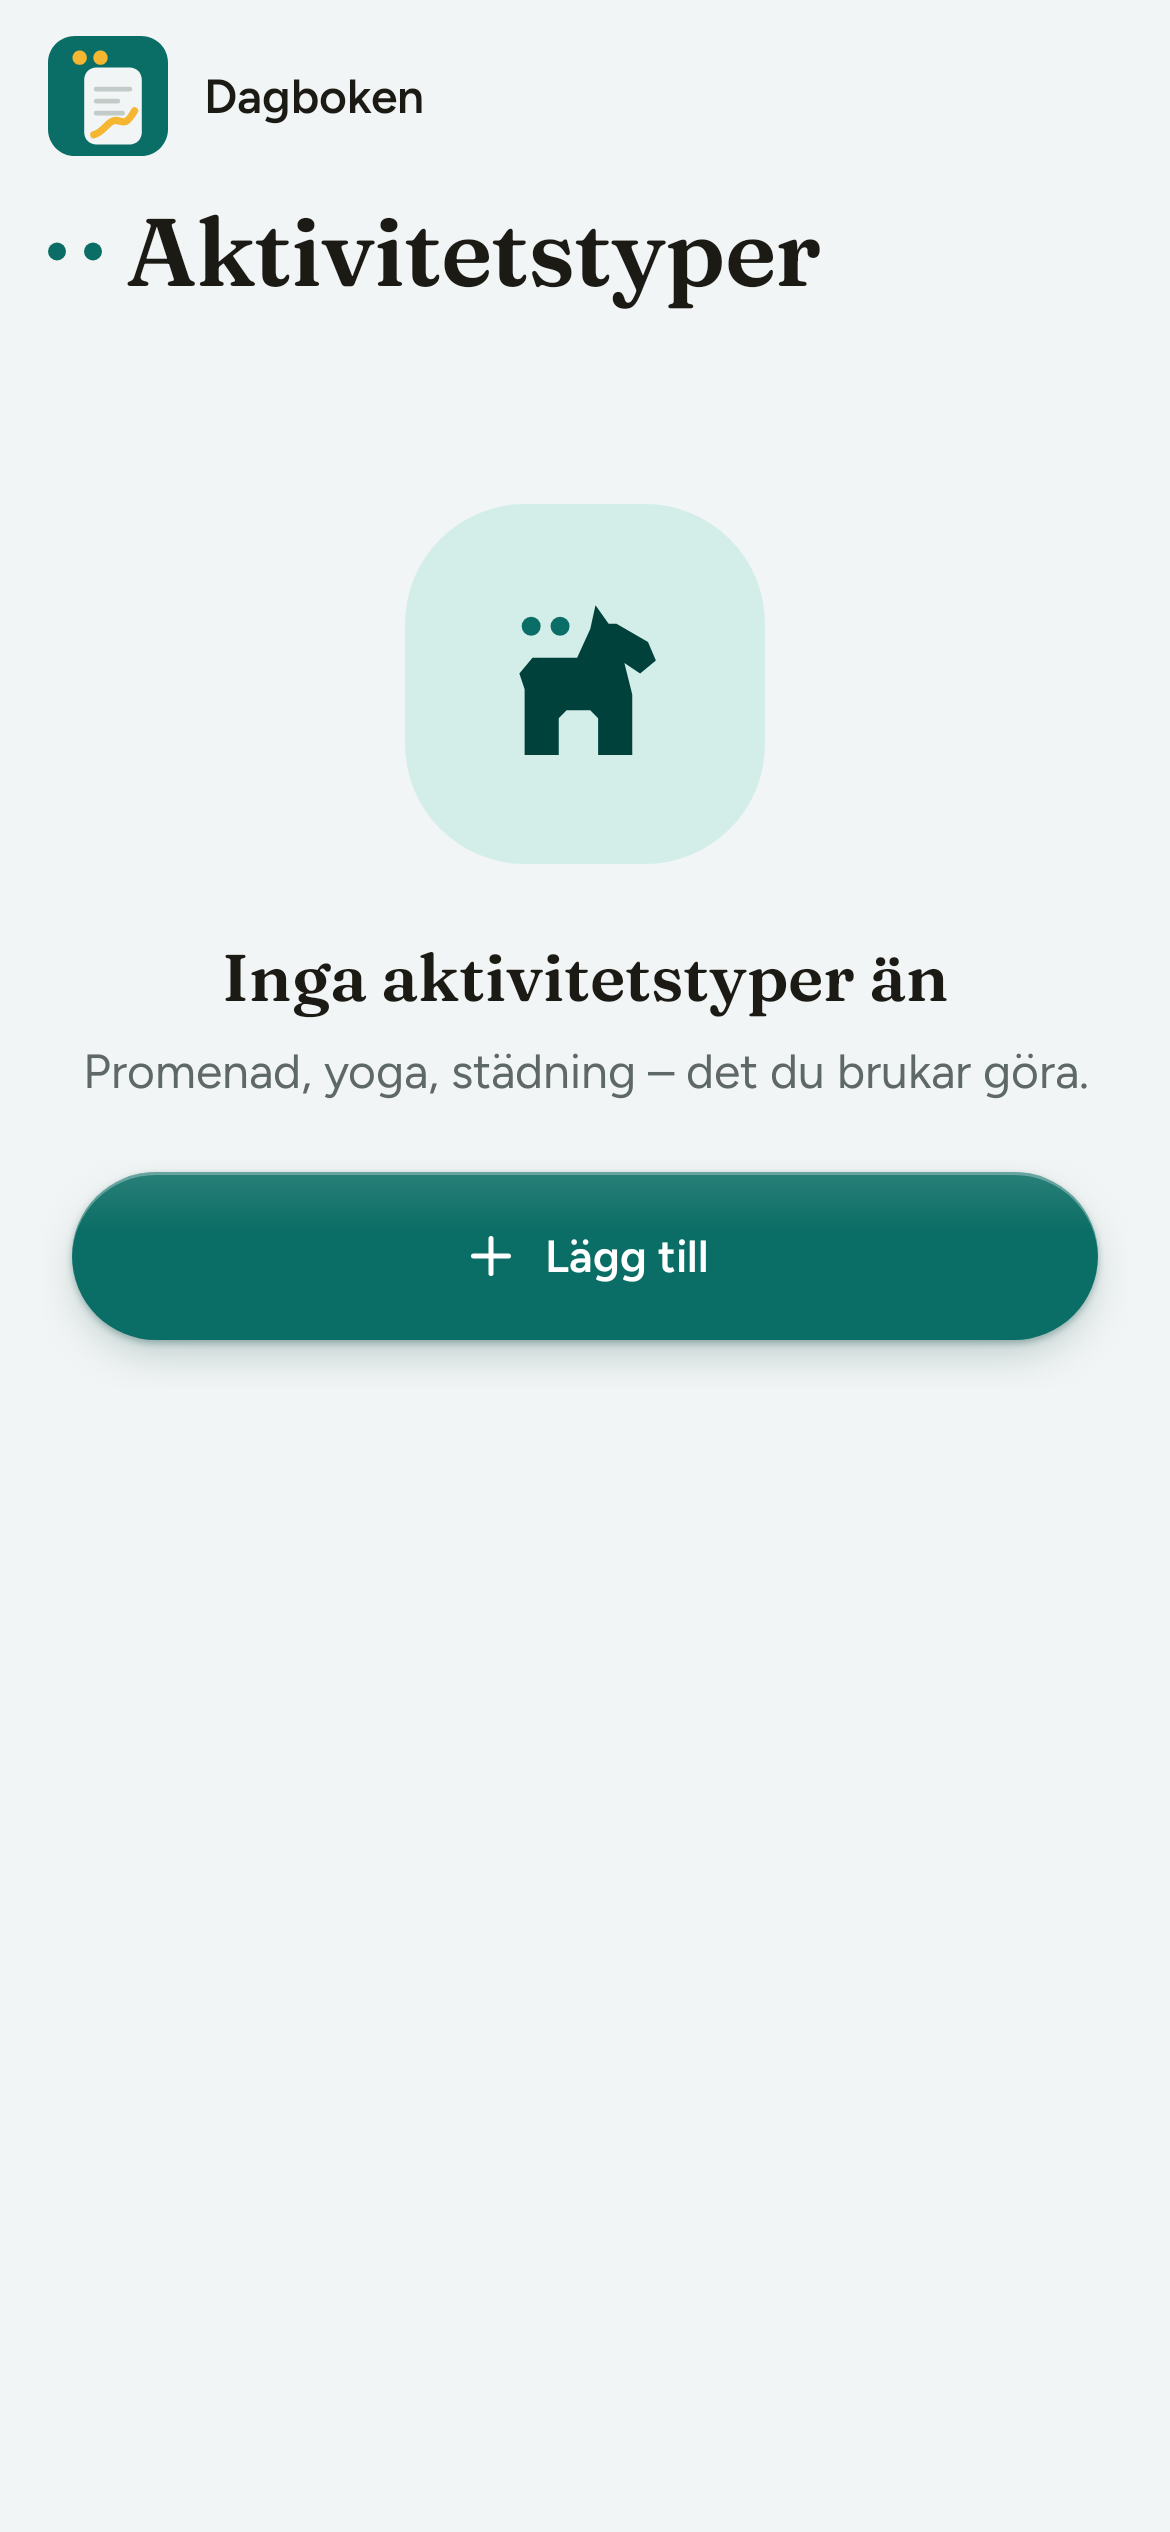 Dagboken
Aktivitetstyper
Inga aktivitetstyper än
Promenad, yoga, städning – det du brukar göra.
Lägg till